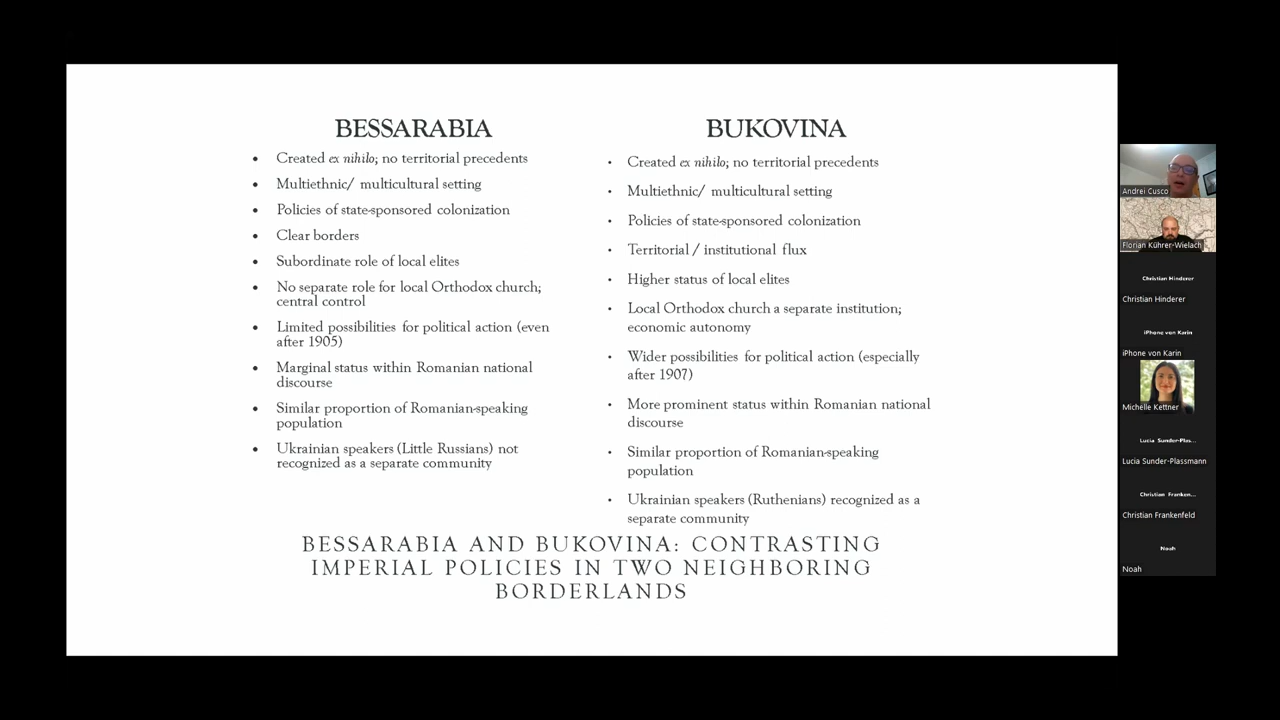 BESSARABIA
• Created ex nihilo; no territorial precedents
• Multiethnic/ multicultural setting
• Policies of state-sponsored colonization
• Clear borders
• Subordinate role of local elites
• No separate role for local Orthodox church;
central control
• Limited possibilities for political action (even
after 1905)
• Marginal status within Romanian national
discourse
• Similar proportion of Romanian-speaking
population
• Ukrainian speakers (Little Russians) not
recognized as a separate community
BUKOVINA
• Created ex nihilo; no territorial precedents
• Multiethnic/ multicultural setting
• Policies of state-sponsored colonization
• Territorial / institutional flux
• Higher status of local elites
• Local Orthodox church a separate institution;
economic autonomy
• Wider possibilities for political action (especially
after 1907)
• More prominent status within Romanian national
discourse
• Similar proportion of Romanian-speaking
population
• Ukrainian speakers (Ruthenians) recognized as a
separate community
BESSARABIA AND BUKOVINA: CONTRASTING
IMPERIAL POLICIES IN TWO NEIGHBORING
BORDERLANDS
Andrei Cusco
Florian Kührer-Wielach
Christian Hinderer
Christian Hinderer
iPhone von Karin
iPhone von Karin
Michelle Kettner
Lucia Sunder-Plas...
Lucia Sunder-Plassmann
Christian Franken...
Christian Frankenfeld
Noah
Noah